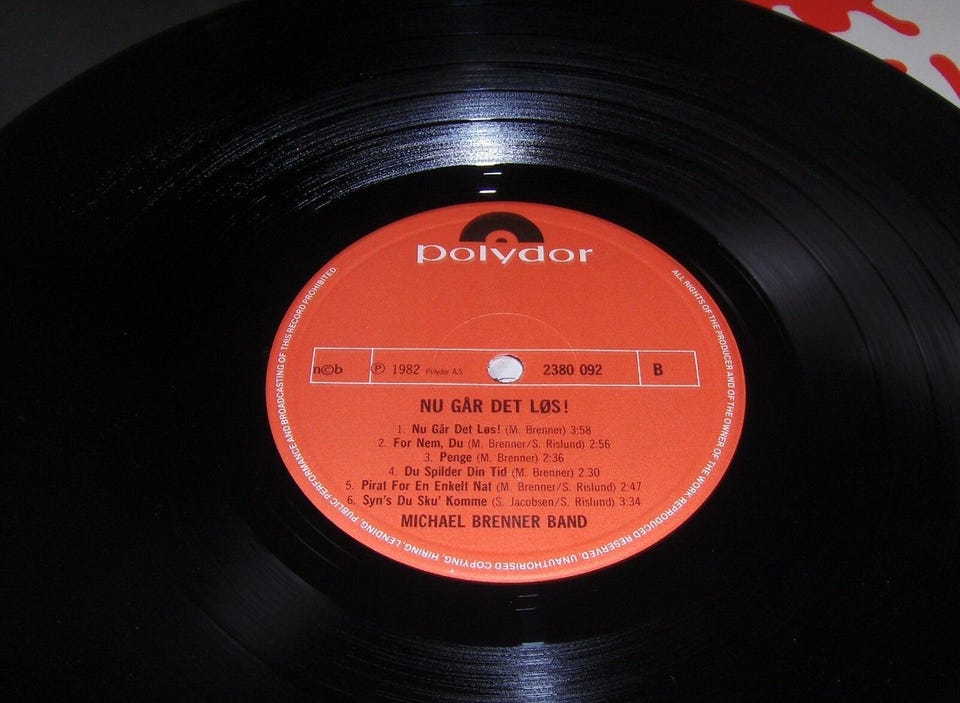 polydor
n©b ℗ 1982 Polydor A.S 2380 092 B
NU GÅR DET LØS!
1. Nu Går Det Løs! (M. Brenner) 3:58
2. For Nem, Du (M. Brenner/S. Rislund) 2:56
3. Penge (M. Brenner) 2:36
4. Du Spilder Din Tid (M. Brenner) 2.30
5. Pirat For En Enkelt Nat (M. Brenner/S. Rislund) 2:47
6. Syn's Du Sku' Komme (S. Jacobsen/S. Rislund) 3:34
MICHAEL BRENNER BAND
ALL RIGHTS OF THE PRODUCER AND OF THE OWNER OF THE WORK REPRODUCED RESERVED. UNAUTHORISED COPYING, HIRING, LENDING, PUBLIC PERFORMANCE AND BROADCASTING OF THIS RECORD PROHIBITED